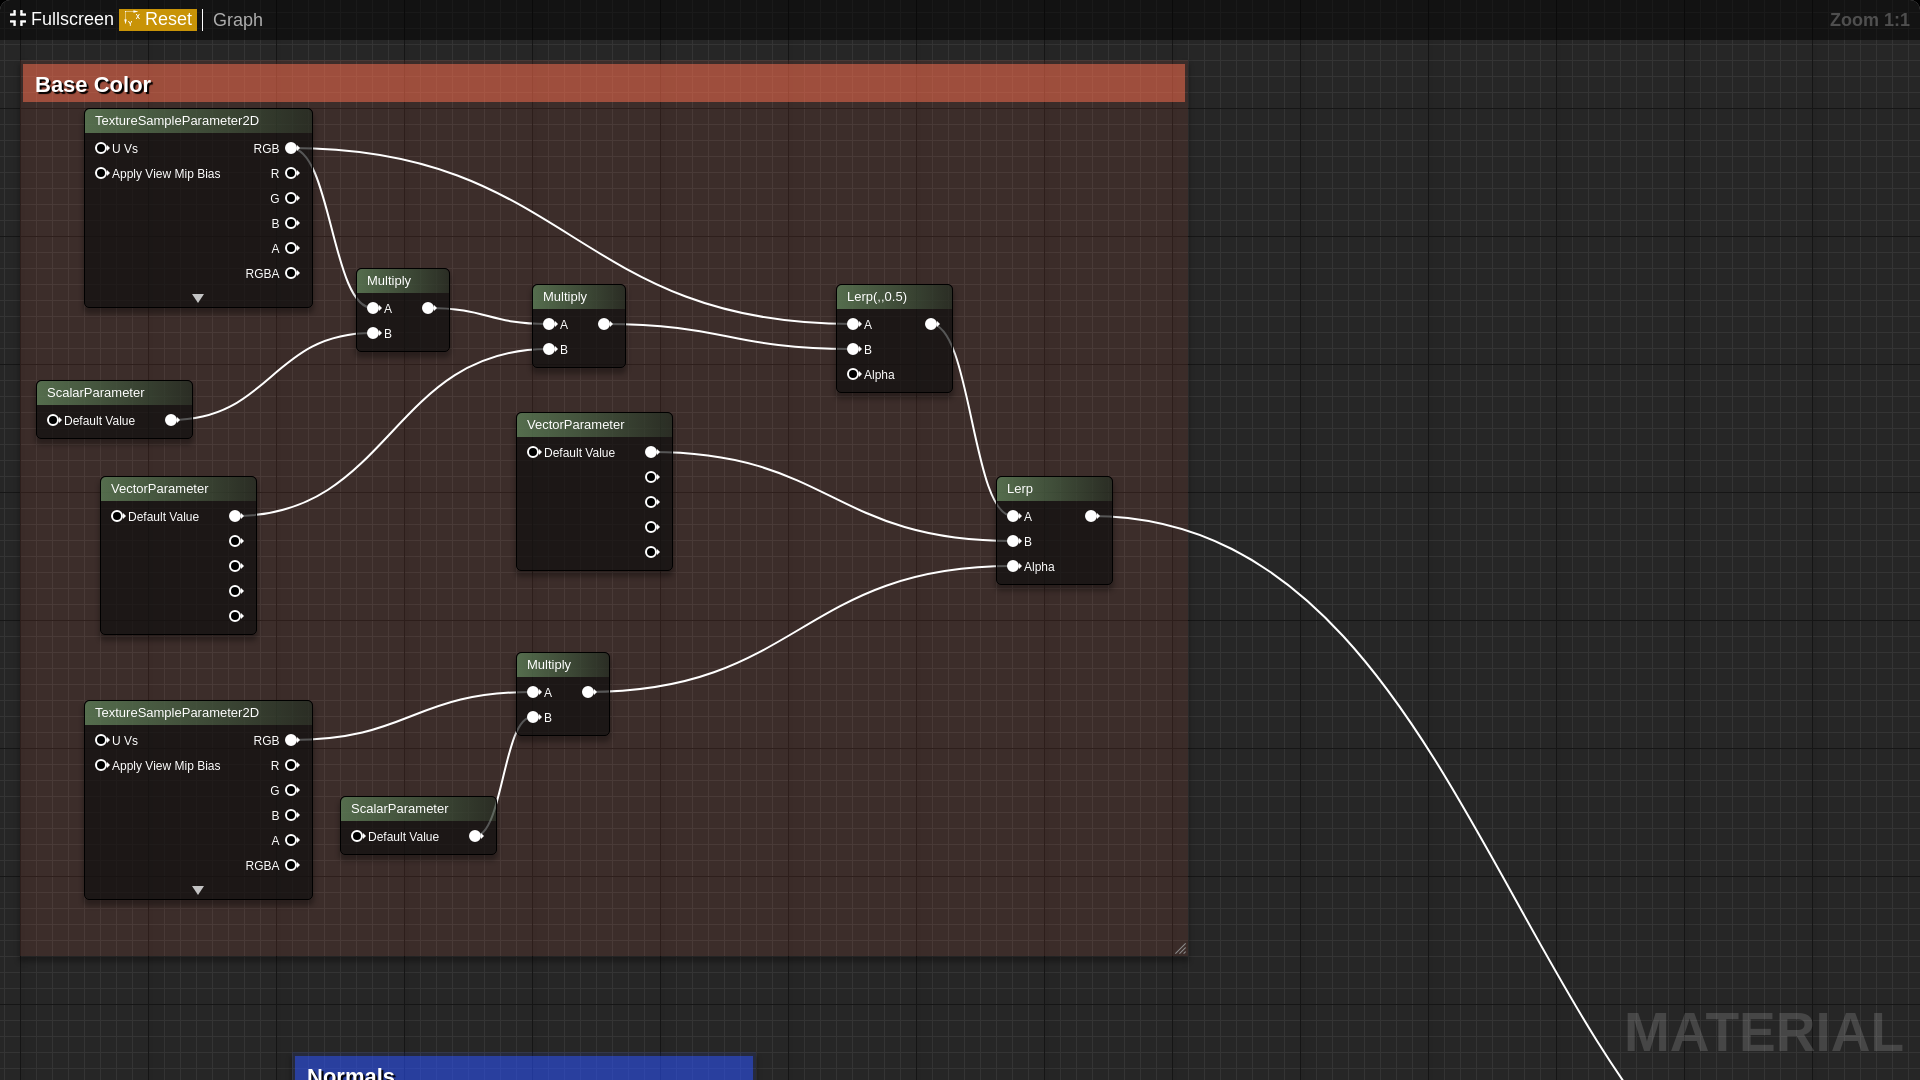 Fullscreen Reset Graph Zoom 1:1
Base Color
TextureSampleParameter2D
U Vs RGB
Apply View Mip Bias R
G
B
A
RGBA
Multiply
A
B
Multiply
A
B
Lerp(,,0.5)
A
B
Alpha
ScalarParameter
Default Value
VectorParameter
Default Value
VectorParameter
Default Value
Lerp
A
B
Alpha
Multiply
A
B
TextureSampleParameter2D
U Vs RGB
Apply View Mip Bias R
G
B
A
RGBA
ScalarParameter
Default Value
MATERIAL
Normals